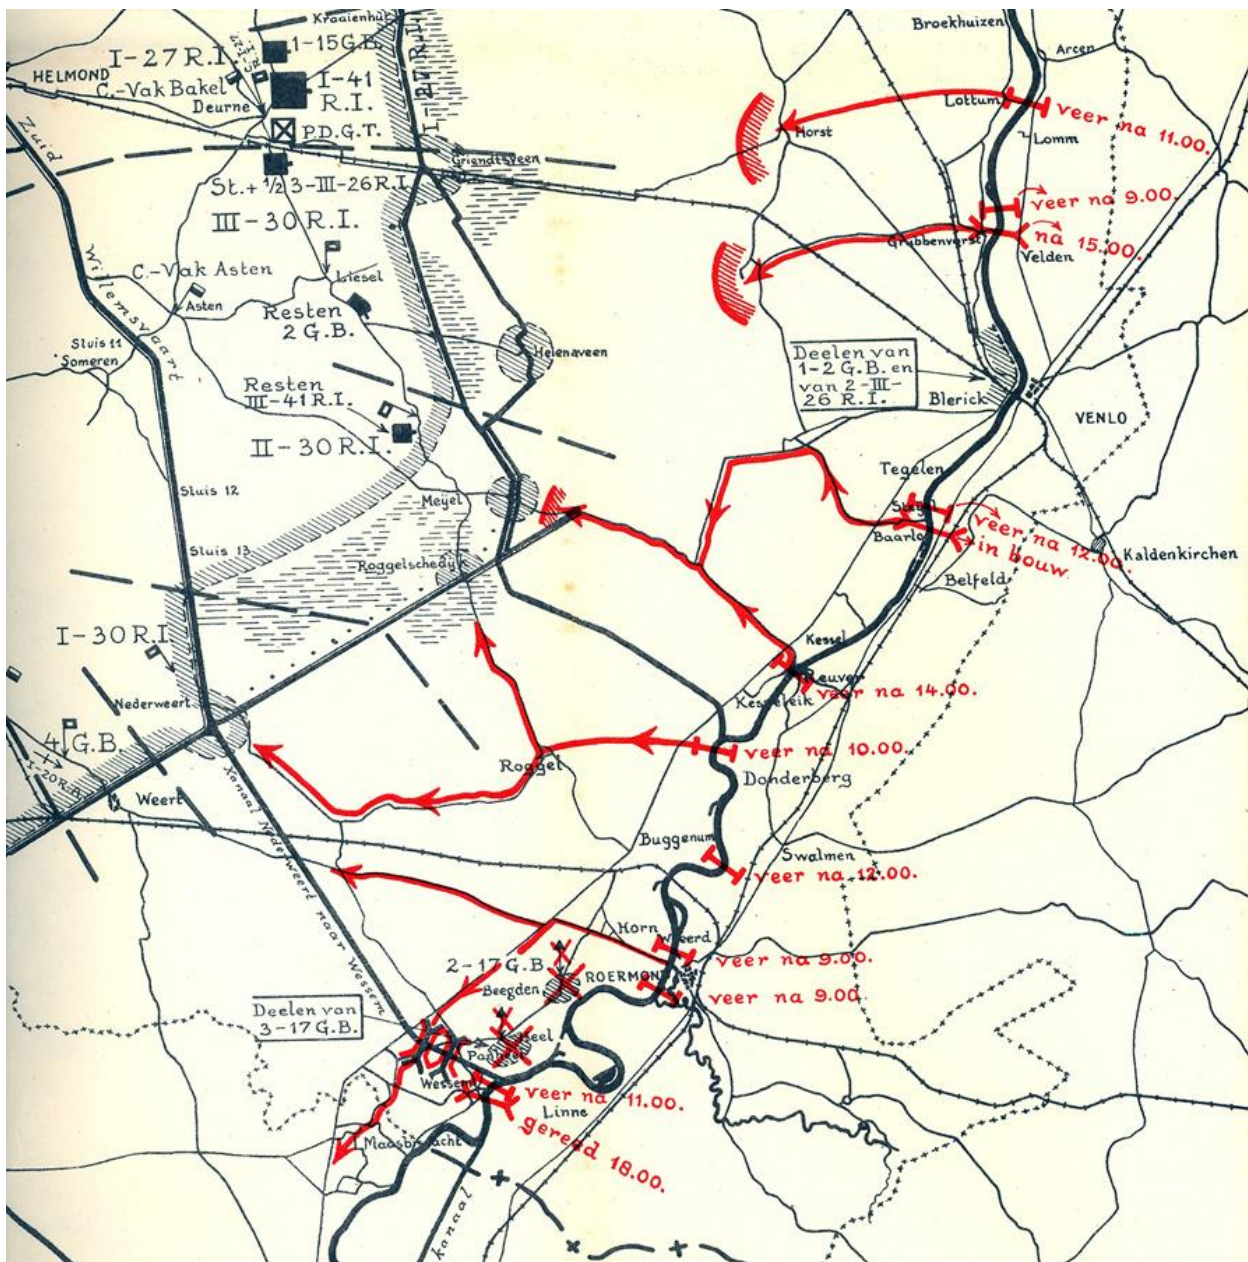 Kraaienhut
Broekhuizen
1-15 G.B.
I-27 R.I.
I-27 R.I.
Arcen
HELMOND
C.-Vak Bakel
I-41
R.I.
Deurne
Lottum
veer na 11.00.
P.D.G.T.
Horst
Lomm
Zuid
Willemsvaart
Griendtsveen
St. + ½ 3-III-26 R.I.
III-30 R.I.
veer na 9.00.
Grubbenvorst
na 15.00.
Velden
C.-Vak Asten
Liesel
Asten
Resten
2 G.B.
Sluis 11
Someren
Helenaveen
Deelen van
1-2 G.B. en
van 2-III-
26 R.I.
Resten
III-41 R.I.
Blerick
VENLO
II-30 R.I.
Tegelen
Sluis 12
Meijel
Steyl
Baarlo
veer na 12.00.
in bouw
Kaldenkirchen
Sluis 13
Roggelschedijk
Belfeld
I-30 R.I.
Kessel
Reuver
Nederweert
Kesseleik
veer na 14.00.
4 G.B.
I-20 R.A.
Roggel
veer na 10.00.
Donderberg
Weert
Kanaal Nederweert naar Wessem
Buggenum
Swalmen
veer na 12.00.
Horn
Weerd
2-17 G.B.
veer na 9.00.
Beegden
ROERMOND
veer na 9.00
Deelen van
3-17 G.B.
Heel
Panheel
Wessem
veer na 11.00.
Linne
gereed 18.00.
Maasbracht
kanaal